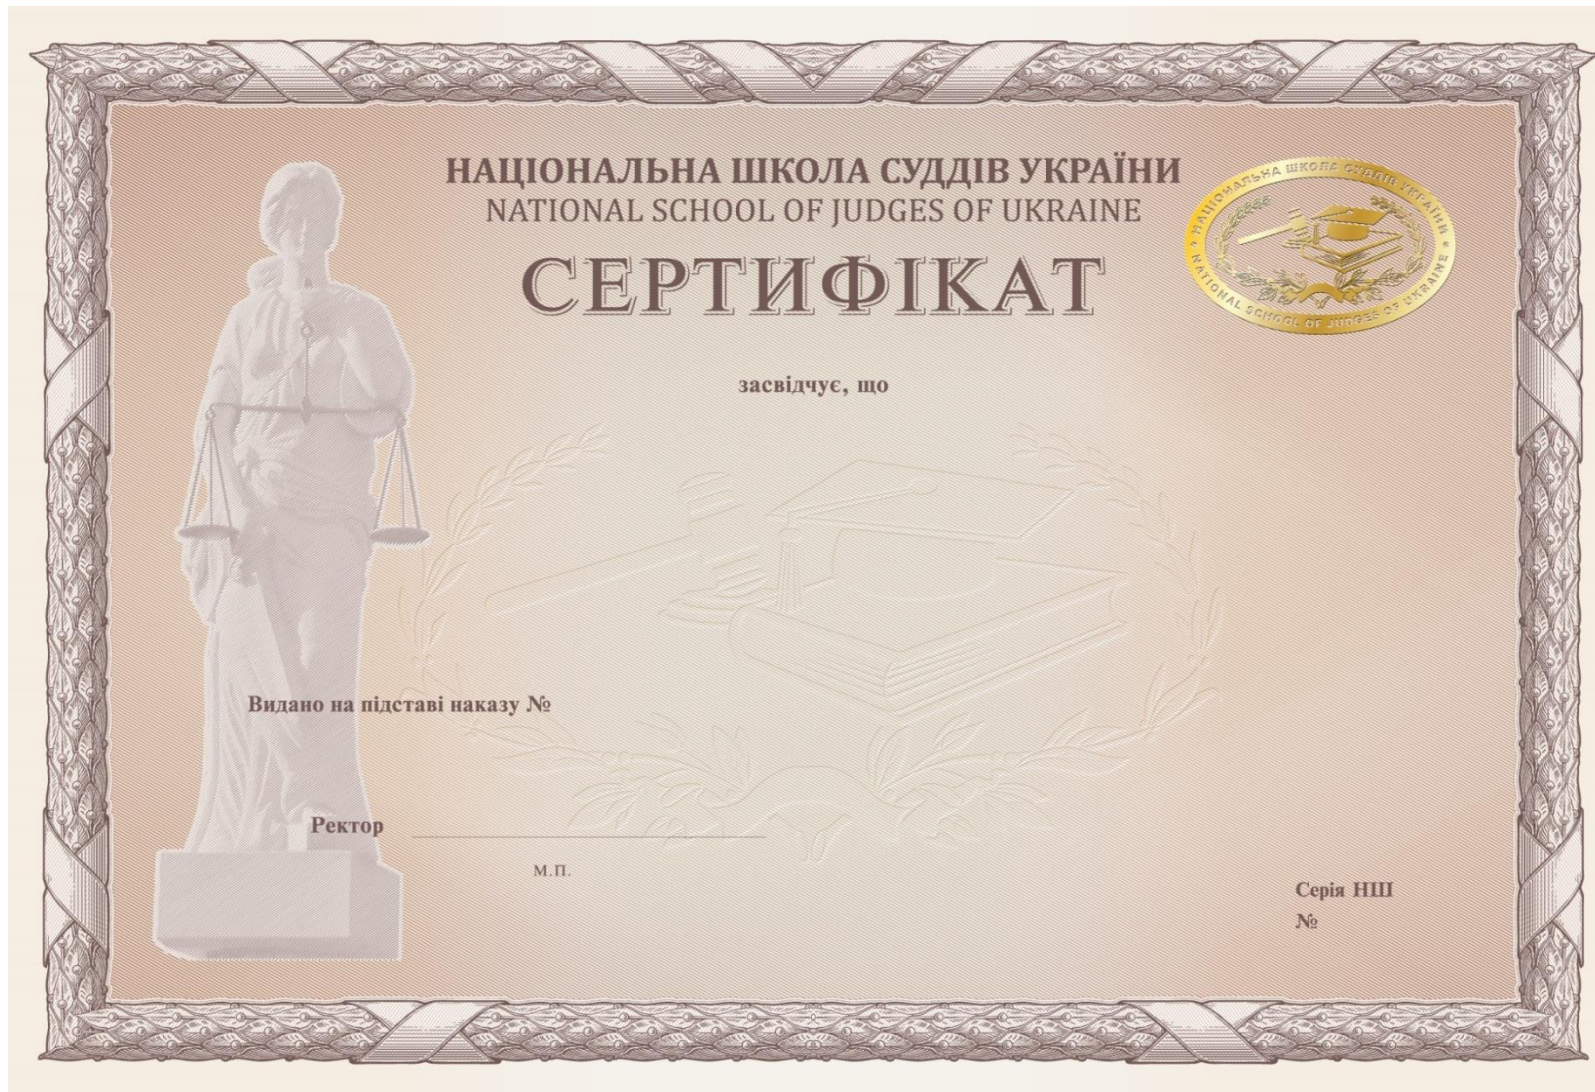 НАЦІОНАЛЬНА ШКОЛА СУДДІВ УКРАЇНИ
NATIONAL SCHOOL OF JUDGES OF UKRAINE
СЕРТИФІКАТ
НАЦІОНАЛЬНА ШКОЛА СУДДІВ УКРАЇНИ
NATIONAL SCHOOL OF JUDGES OF UKRAINE
засвідчує, що
Видано на підставі наказу №
Ректор
М.П.
Серія НШ
№